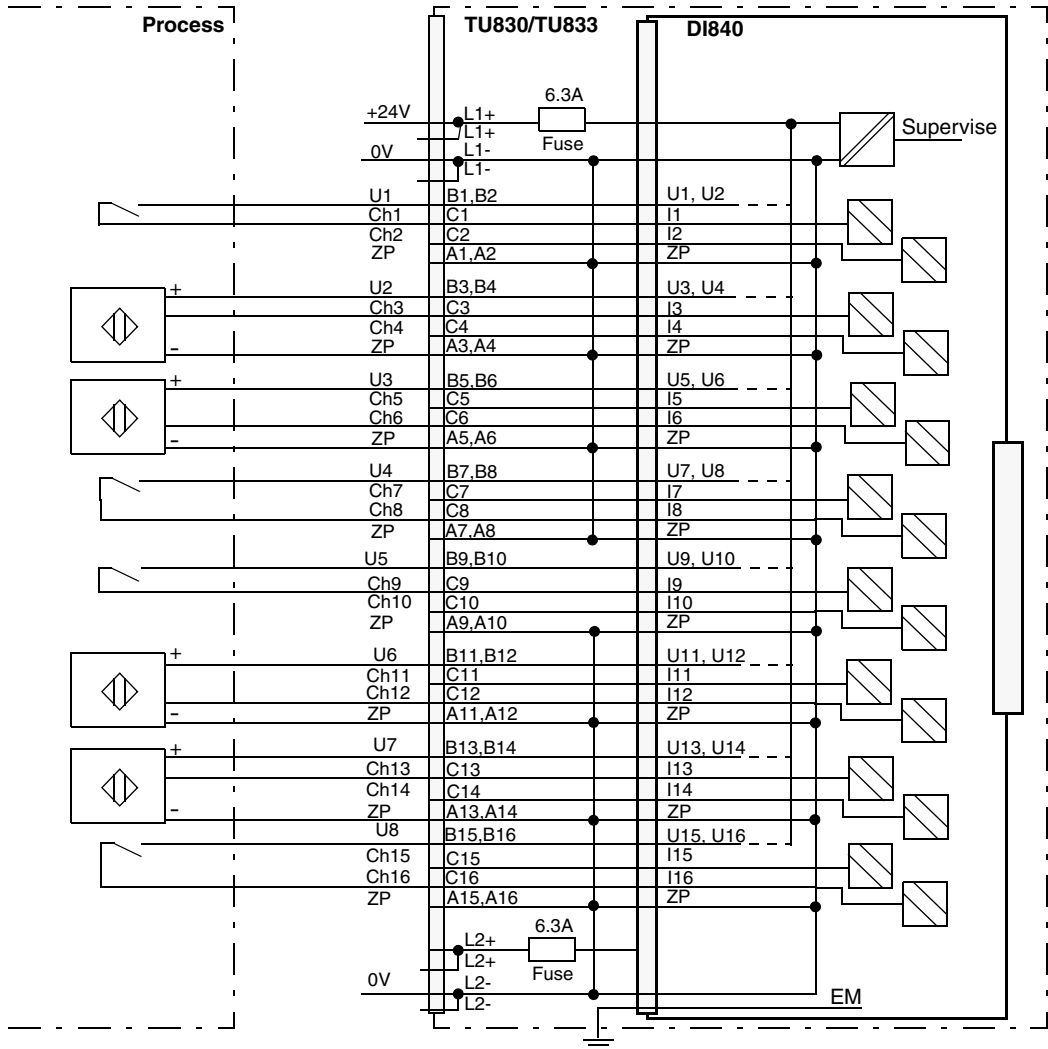 Process TU830/TU833 DI840
6.3A
+24V L1+
L1+ Fuse Supervise
0V L1-
L1-
U1 B1,B2 U1, U2
Ch1 C1 I1
Ch2 C2 I2
ZP A1,A2 ZP
+ U2 B3,B4 U3, U4
Ch3 C3 I3
Ch4 C4 I4
- ZP A3,A4 ZP
+ U3 B5,B6 U5, U6
Ch5 C5 I5
Ch6 C6 I6
- ZP A5,A6 ZP
U4 B7,B8 U7, U8
Ch7 C7 I7
Ch8 C8 I8
ZP A7,A8 ZP
U5 B9,B10 U9, U10
Ch9 C9 I9
Ch10 C10 I10
ZP A9,A10 ZP
+ U6 B11,B12 U11, U12
Ch11 C11 I11
Ch12 C12 I12
- ZP A11,A12 ZP
+ U7 B13,B14 U13, U14
Ch13 C13 I13
Ch14 C14 I14
- ZP A13,A14 ZP
U8 B15,B16 U15, U16
Ch15 C15 I15
Ch16 C16 I16
ZP A15,A16 ZP
6.3A
L2+
L2+ Fuse
0V L2-
L2- EM